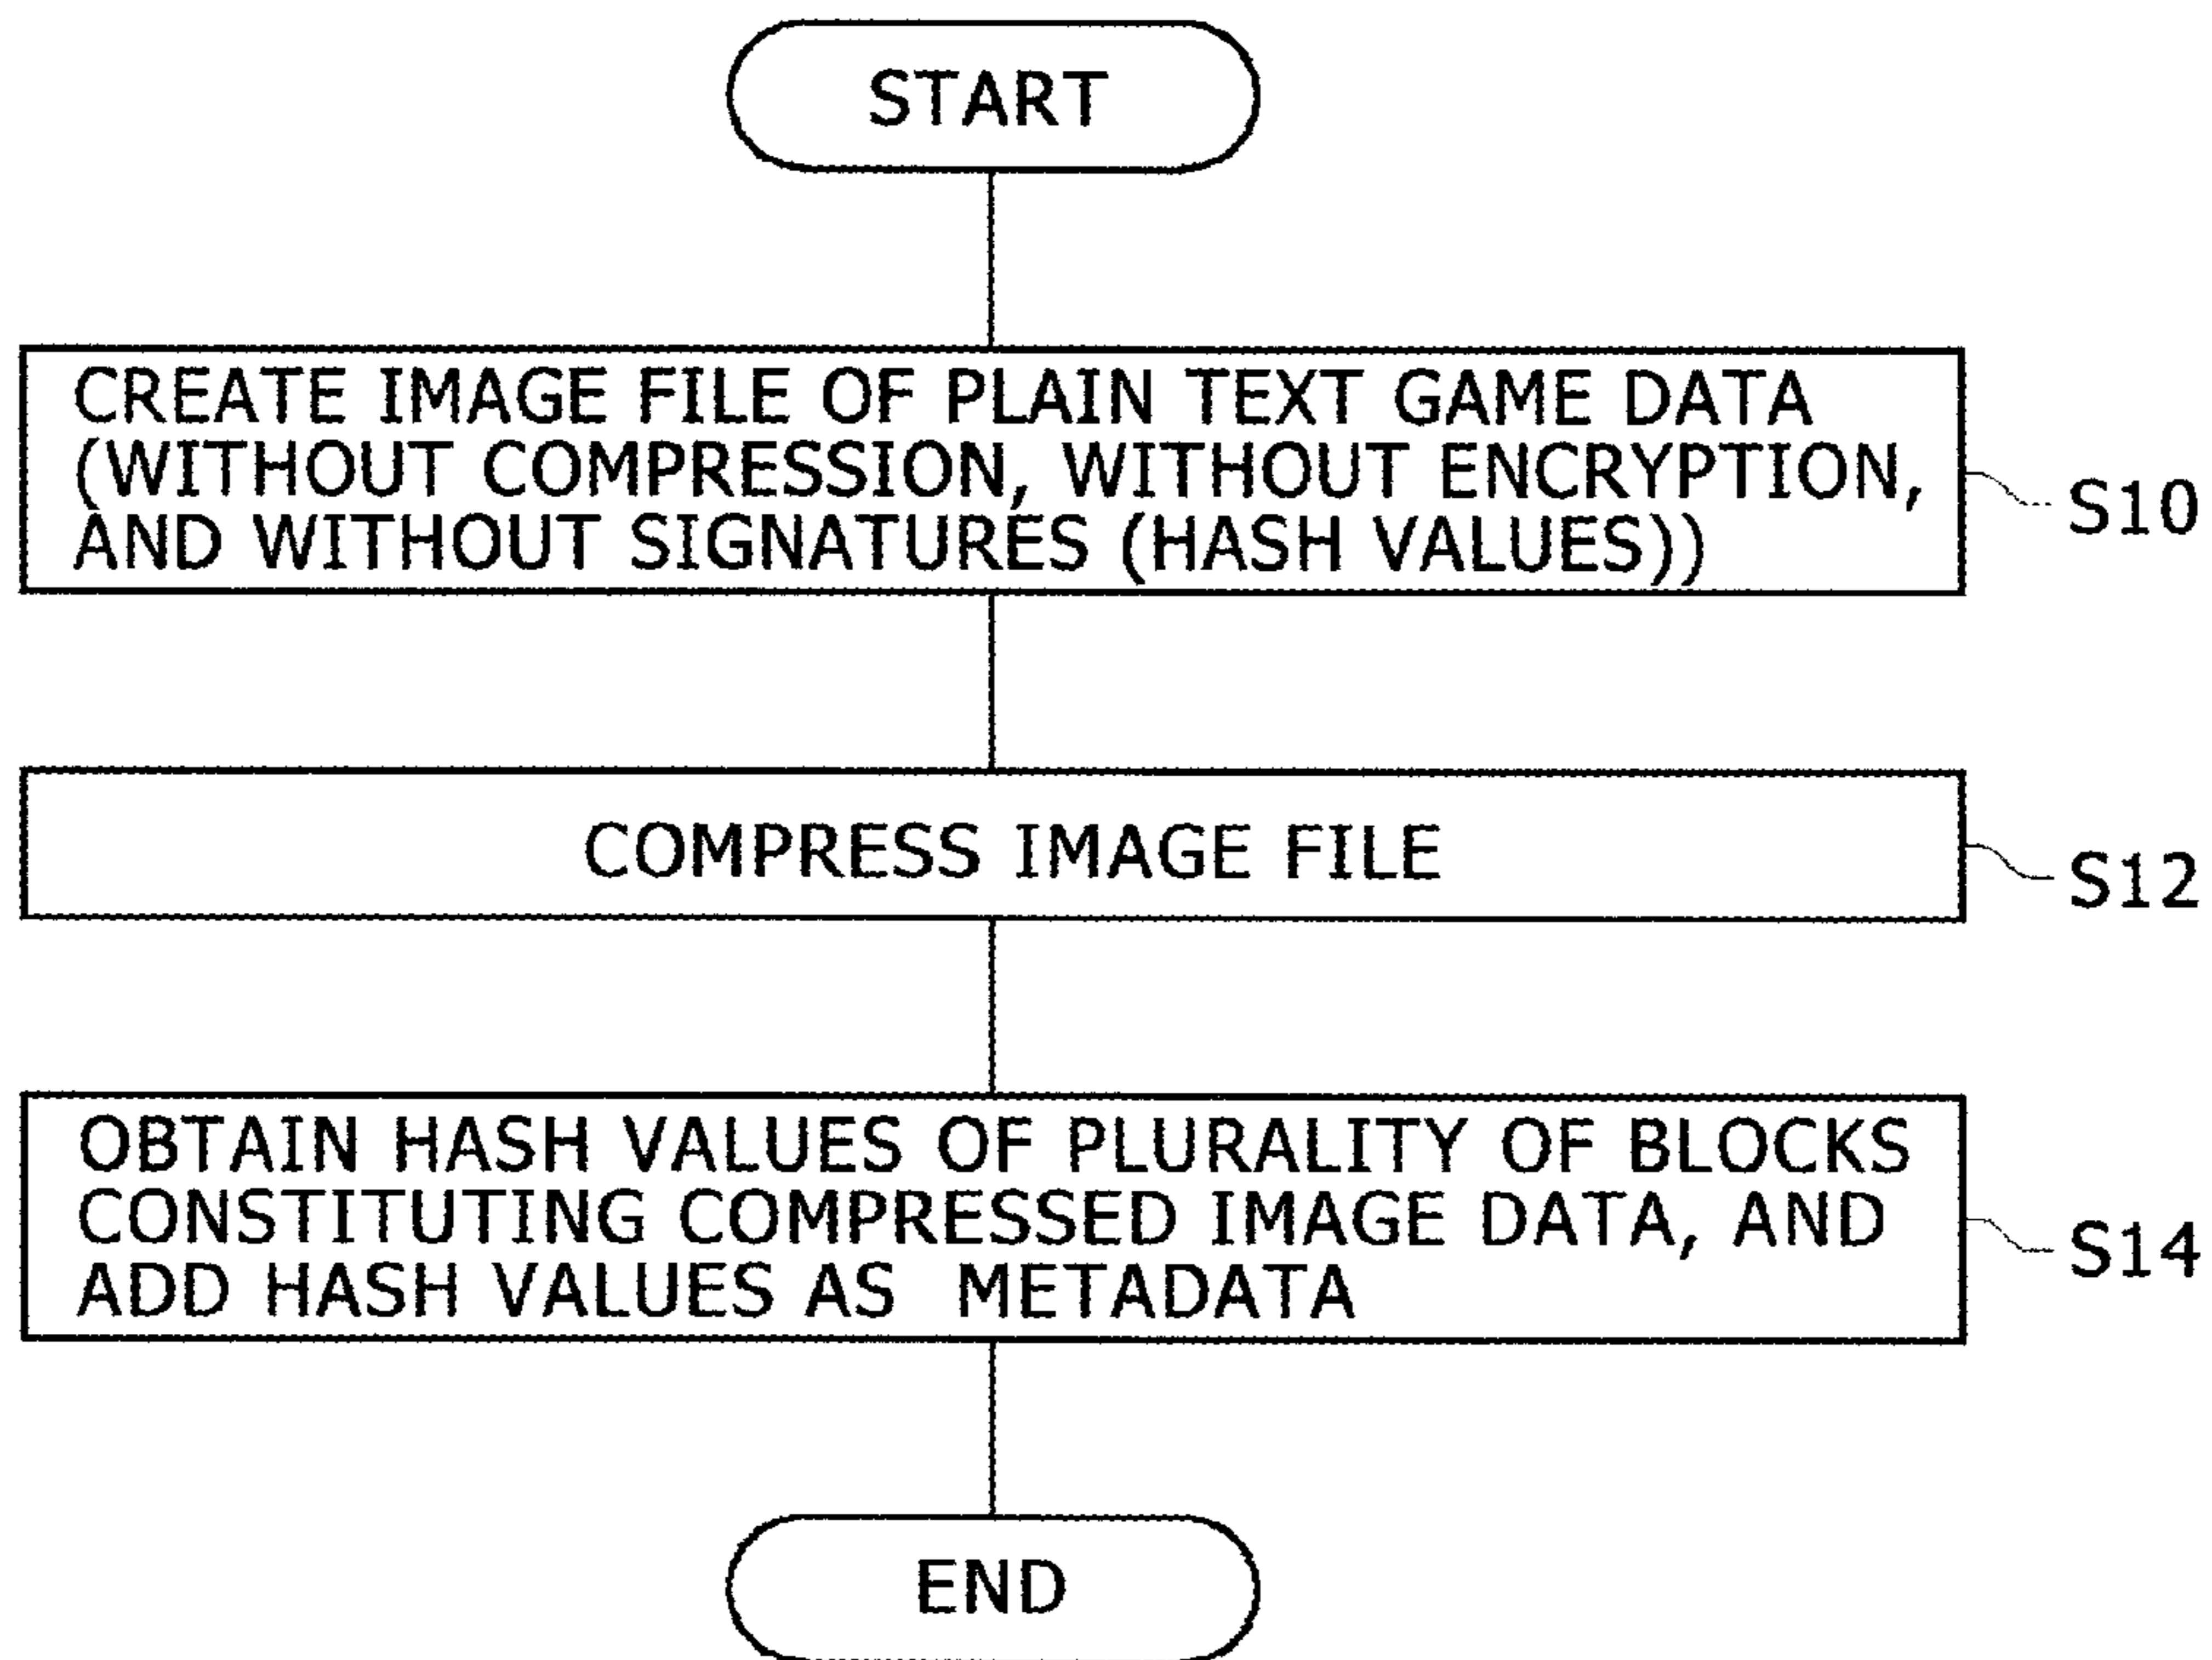 START
CREATE IMAGE FILE OF PLAIN TEXT GAME DATA
(WITHOUT COMPRESSION, WITHOUT ENCRYPTION,
AND WITHOUT SIGNATURES (HASH VALUES))
S10
COMPRESS IMAGE FILE
S12
OBTAIN HASH VALUES OF PLURALITY OF BLOCKS
CONSTITUTING COMPRESSED IMAGE DATA, AND
ADD HASH VALUES AS METADATA
S14
END